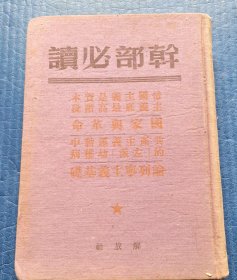 幹部必讀
帝國主義是資本
主義底最高階段
國家與革命
共產主義運動中
的「左派」幼稚病
論列寧主義基礎
解放社